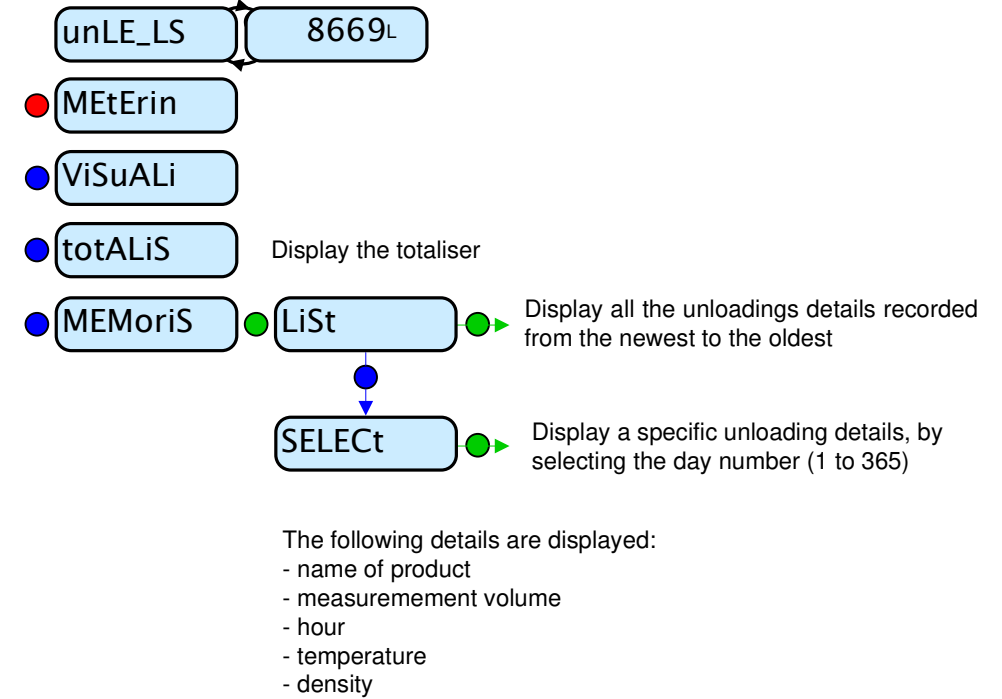 unLE_LS 8669L
MEtErin
ViSuALi
totALiS Display the totaliser
MEMoriS LiSt Display all the unloadings details recorded
from the newest to the oldest
SELECt Display a specific unloading details, by
selecting the day number (1 to 365)
The following details are displayed:
- name of product
- measuremement volume
- hour
- temperature
- density